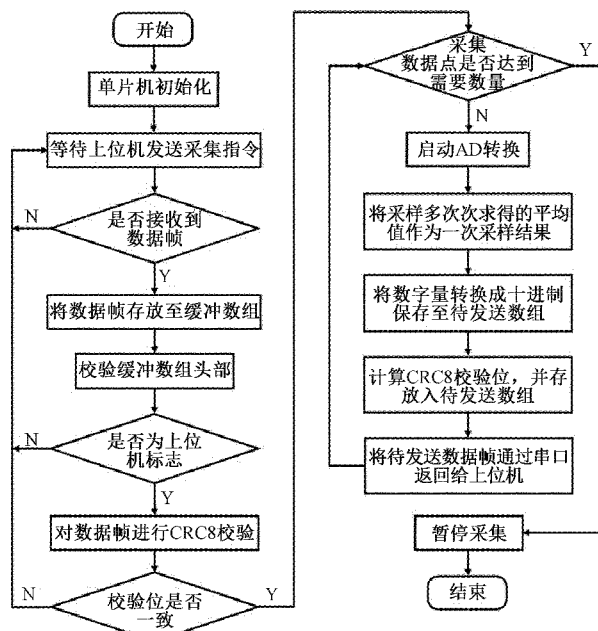 开始
单片机初始化
等待上位机发送采集指令
是否接收到
数据帧
N
Y
将数据帧存放至缓冲数组
校验缓冲数组头部
是否为上位
机标志
N
Y
对数据帧进行CRC8校验
校验位是否
一致
N
Y
采集
数据点是否达到
需要数量
Y
N
启动AD转换
将采样多次次求得的平均
值作为一次采样结果
将数字量转换成十进制
保存至待发送数组
计算CRC8校验位，并存
放入待发送数组
将待发送数据帧通过串口
返回给上位机
暂停采集
结束